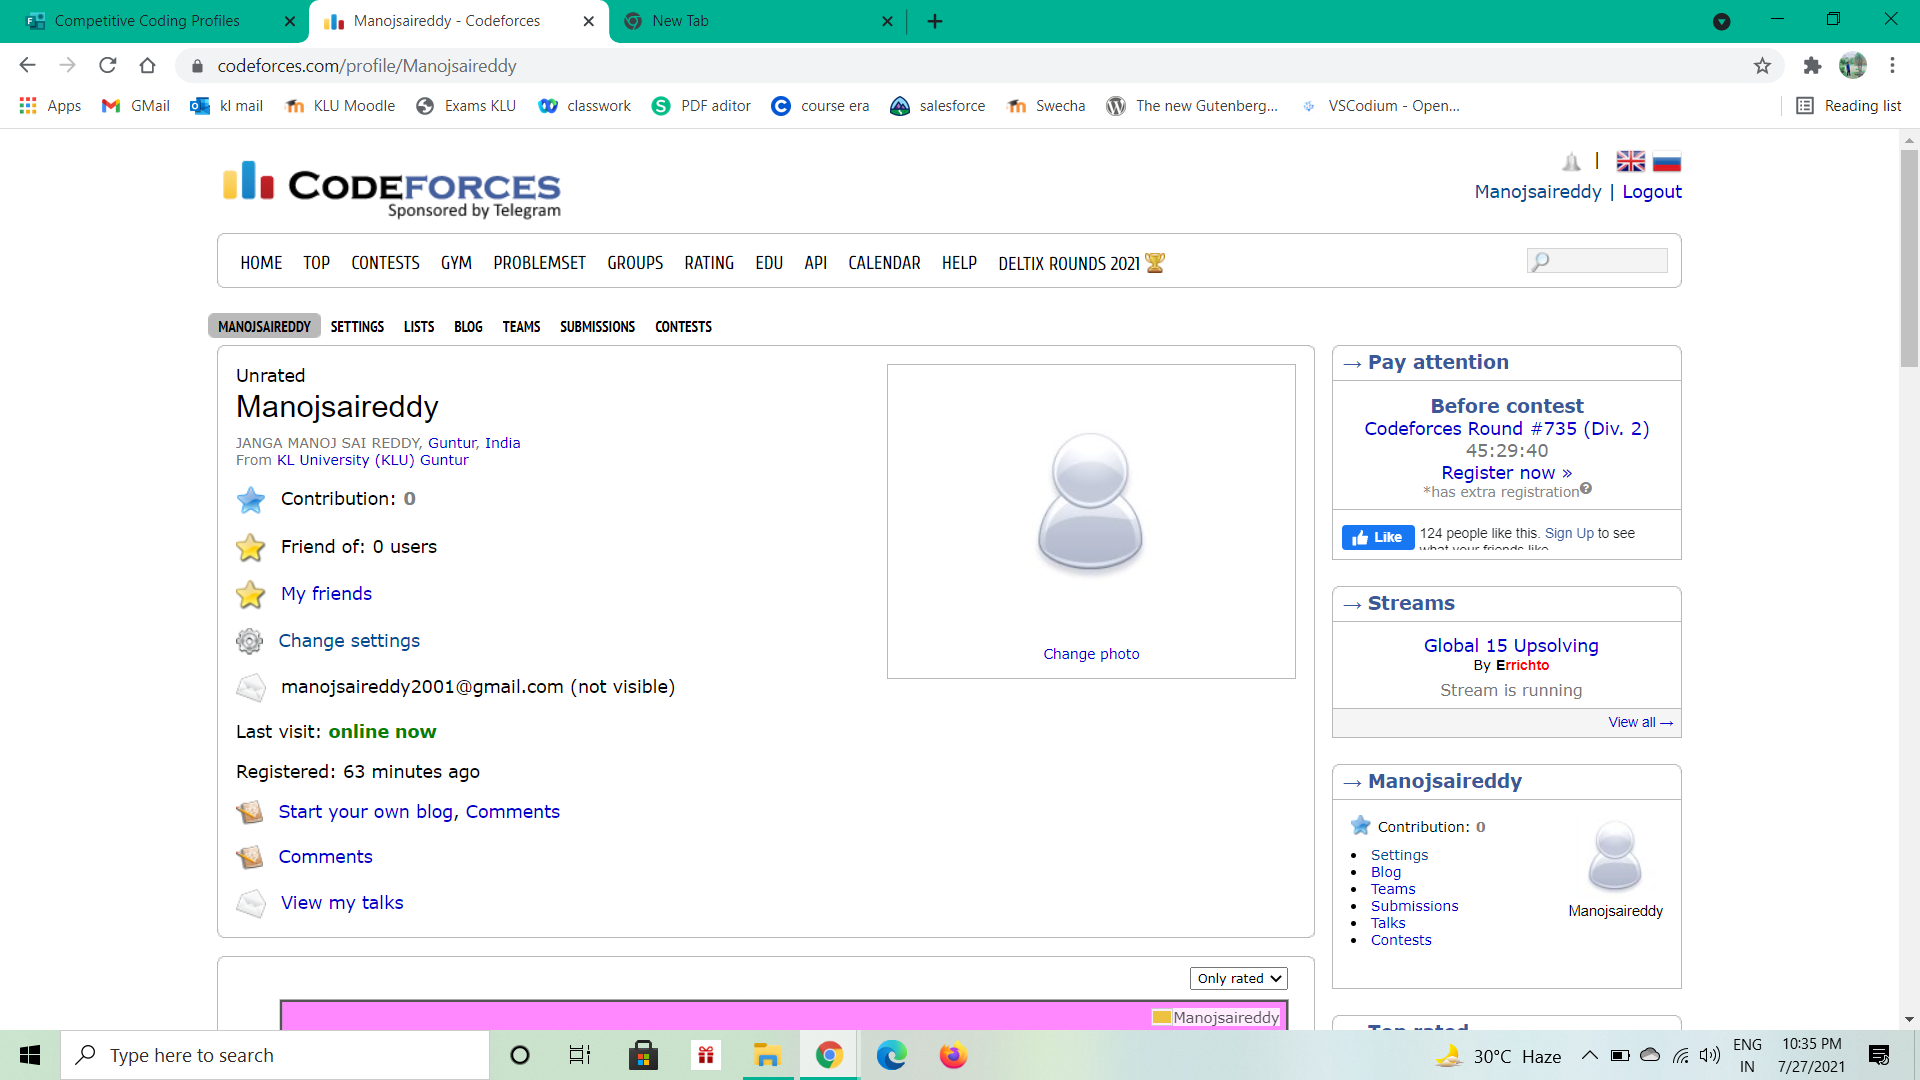 Competitive Coding Profiles
Manojsaireddy - Codeforces
New Tab
codeforces.com/profile/Manojsaireddy
Apps
GMail
kl mail
KLU Moodle
Exams KLU
classwork
PDF aditor
course era
salesforce
Swecha
The new Gutenberg...
VSCodium - Open...
Reading list
CODEFORCES
Sponsored by Telegram
Manojsaireddy | Logout
HOME TOP CONTESTS GYM PROBLEMSET GROUPS RATING EDU API CALENDAR HELP DELTIX ROUNDS 2021
MANOJSAIREDDY SETTINGS LISTS BLOG TEAMS SUBMISSIONS CONTESTS
Unrated
Manojsaireddy
JANGA MANOJ SAI REDDY, Guntur, India
From KL University (KLU) Guntur
Contribution: 0
Friend of: 0 users
My friends
Change settings
manojsaireddy2001@gmail.com (not visible)
Last visit: online now
Registered: 63 minutes ago
Start your own blog, Comments
Comments
View my talks
Change photo
→ Pay attention
Before contest
Codeforces Round #735 (Div. 2)
45:29:40
Register now »
*has extra registration?
Like
124 people like this. Sign Up to see
what your friends like.
→ Streams
Global 15 Upsolving
By Errichto
Stream is running
View all →
→ Manojsaireddy
Contribution: 0
Settings
Blog
Teams
Submissions
Talks
Contests
Manojsaireddy
Only rated
Manojsaireddy
→ Top rated
Type here to search
30°C Haze
ENG
IN
10:35 PM
7/27/2021